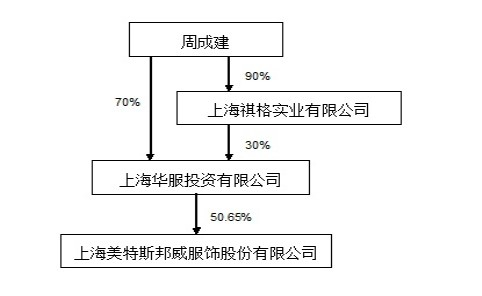 周成建
90%
70%
上海祺格实业有限公司
30%
上海华服投资有限公司
50.65%
上海美特斯邦威服饰股份有限公司